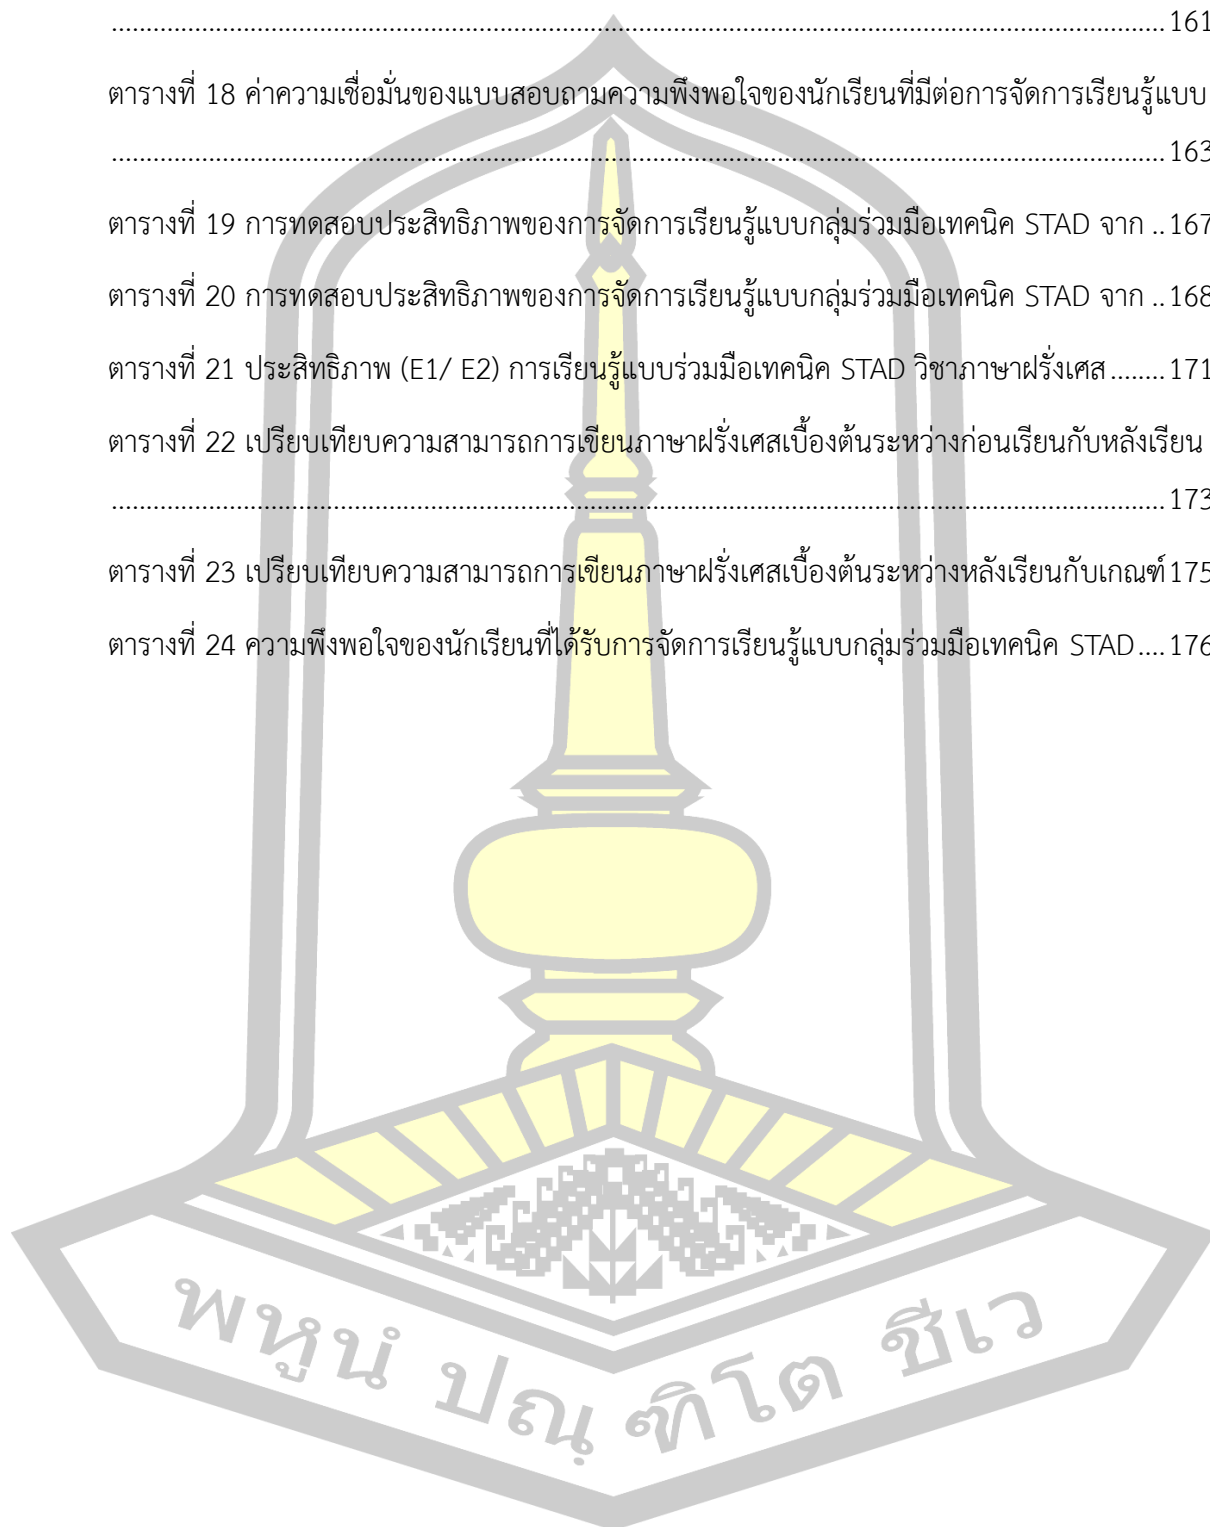 ........................................................................................................................................................ 161
ตารางที่ 18 ค่าความเชื่อมั่นของแบบสอบถามความพึงพอใจของนักเรียนที่มีต่อการจัดการเรียนรู้แบบ
........................................................................................................................................................ 163
ตารางที่ 19 การทดสอบประสิทธิภาพของการจัดการเรียนรู้แบบกลุ่มร่วมมือเทคนิค STAD จาก .. 167
ตารางที่ 20 การทดสอบประสิทธิภาพของการจัดการเรียนรู้แบบกลุ่มร่วมมือเทคนิค STAD จาก .. 168
ตารางที่ 21 ประสิทธิภาพ (E1/ E2) การเรียนรู้แบบร่วมมือเทคนิค STAD วิชาภาษาฝรั่งเศส ........ 171
ตารางที่ 22 เปรียบเทียบความสามารถการเขียนภาษาฝรั่งเศสเบื้องต้นระหว่างก่อนเรียนกับหลังเรียน
........................................................................................................................................................ 173
ตารางที่ 23 เปรียบเทียบความสามารถการเขียนภาษาฝรั่งเศสเบื้องต้นระหว่างหลังเรียนกับเกณฑ์ 175
ตารางที่ 24 ความพึงพอใจของนักเรียนที่ได้รับการจัดการเรียนรู้แบบกลุ่มร่วมมือเทคนิค STAD .... 176
พหูนํ ปณฺฑิโต ชีเว